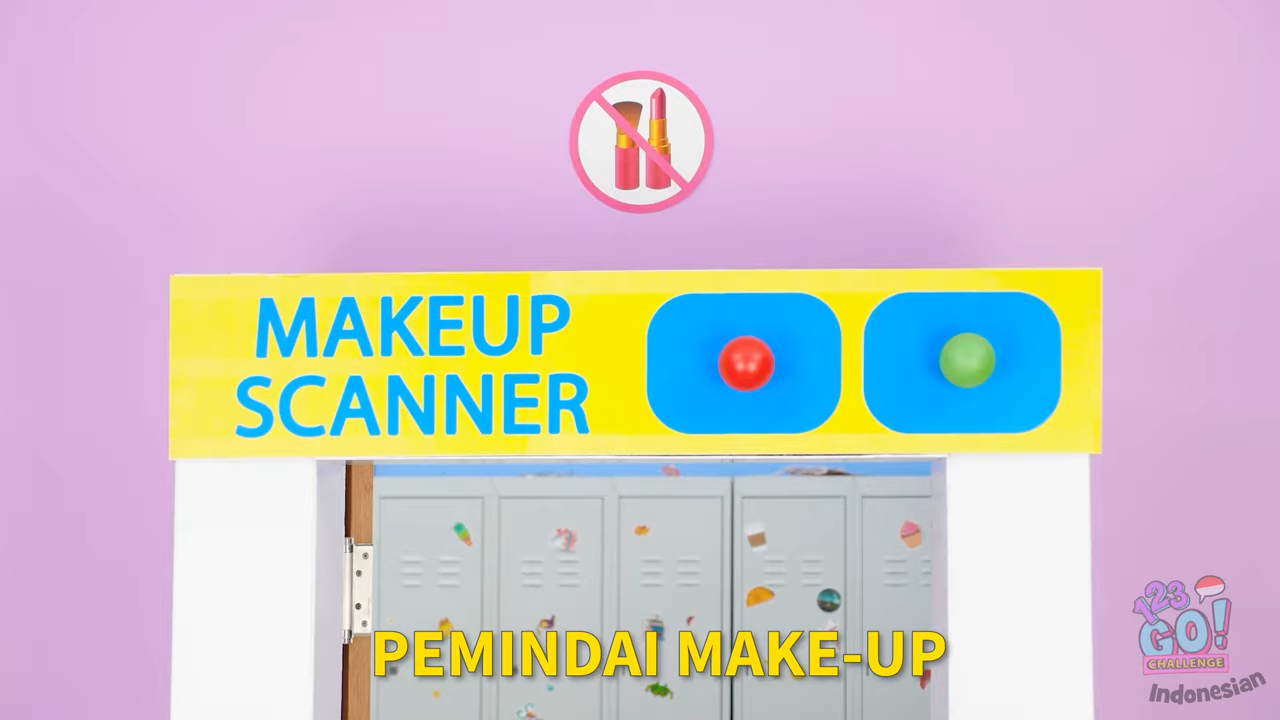 MAKEUP
SCANNER
PEMINDAI MAKE-UP
123
GO!
CHALLENGE
Indonesian